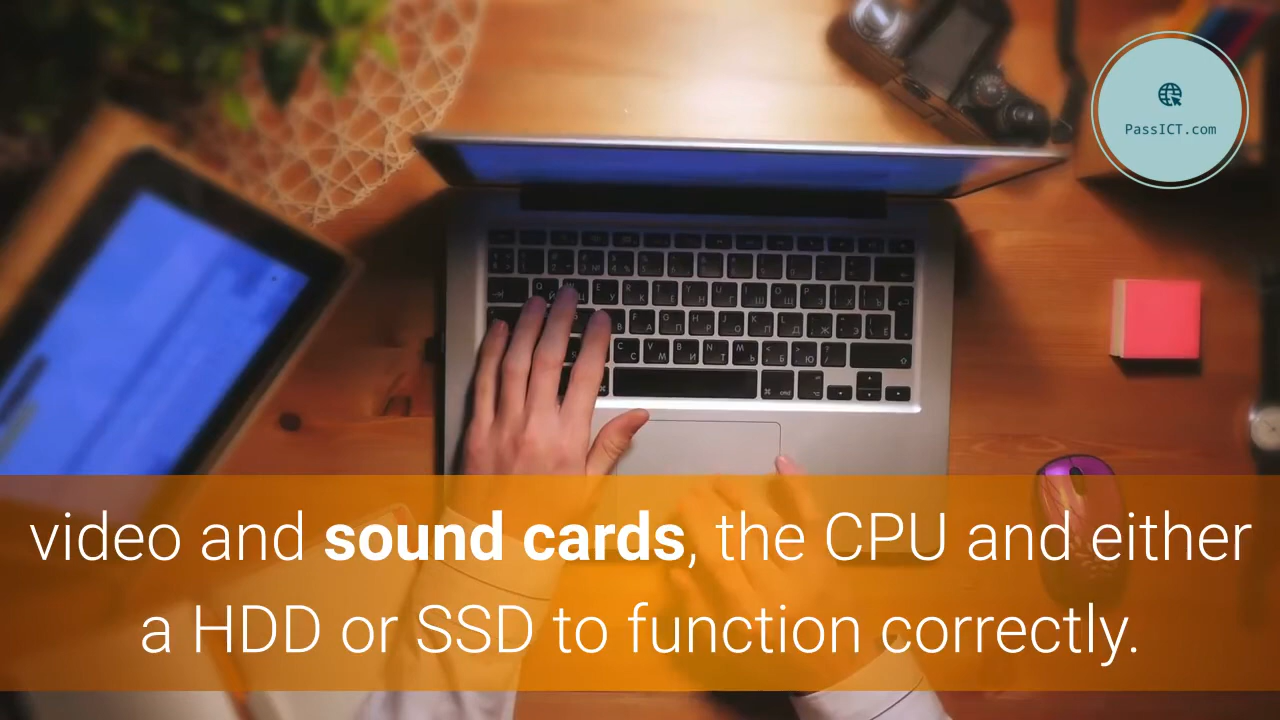 PassICT.com
video and sound cards, the CPU and either
a HDD or SSD to function correctly.